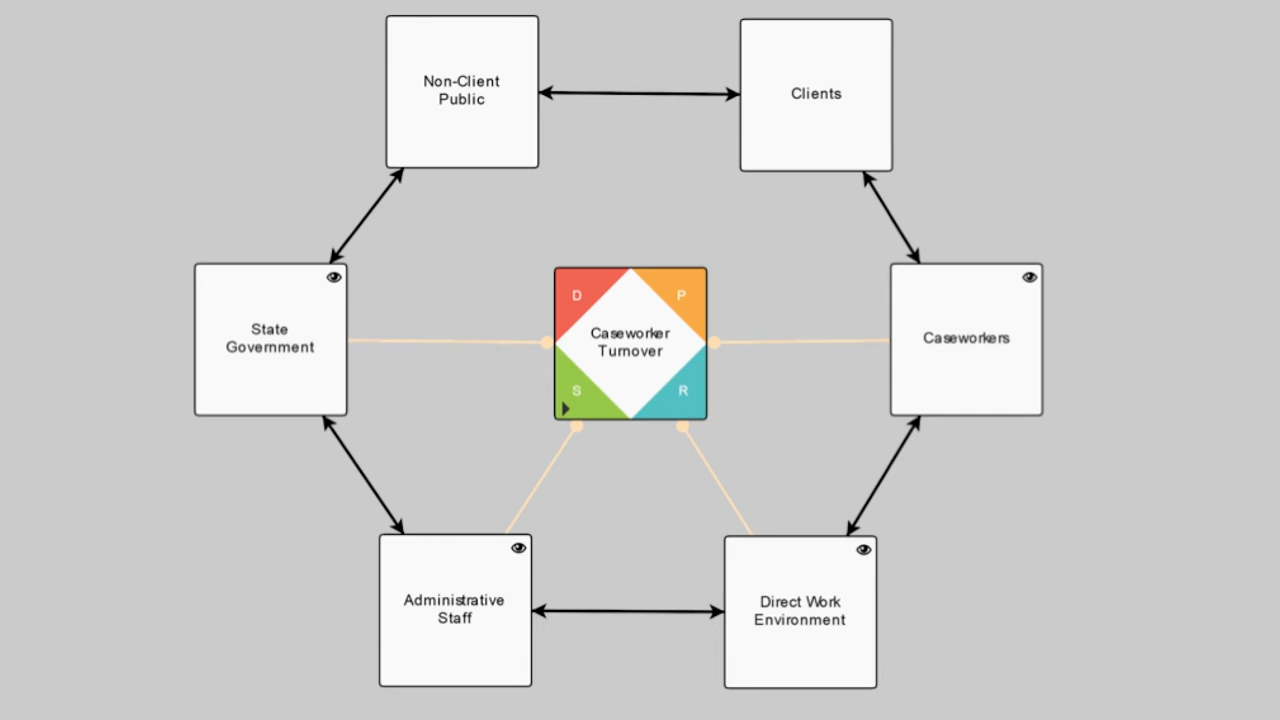 Non-Client
Public
Clients
State
Government
D
P
Caseworker
Turnover
S
R
Caseworkers
Administrative
Staff
Direct Work
Environment